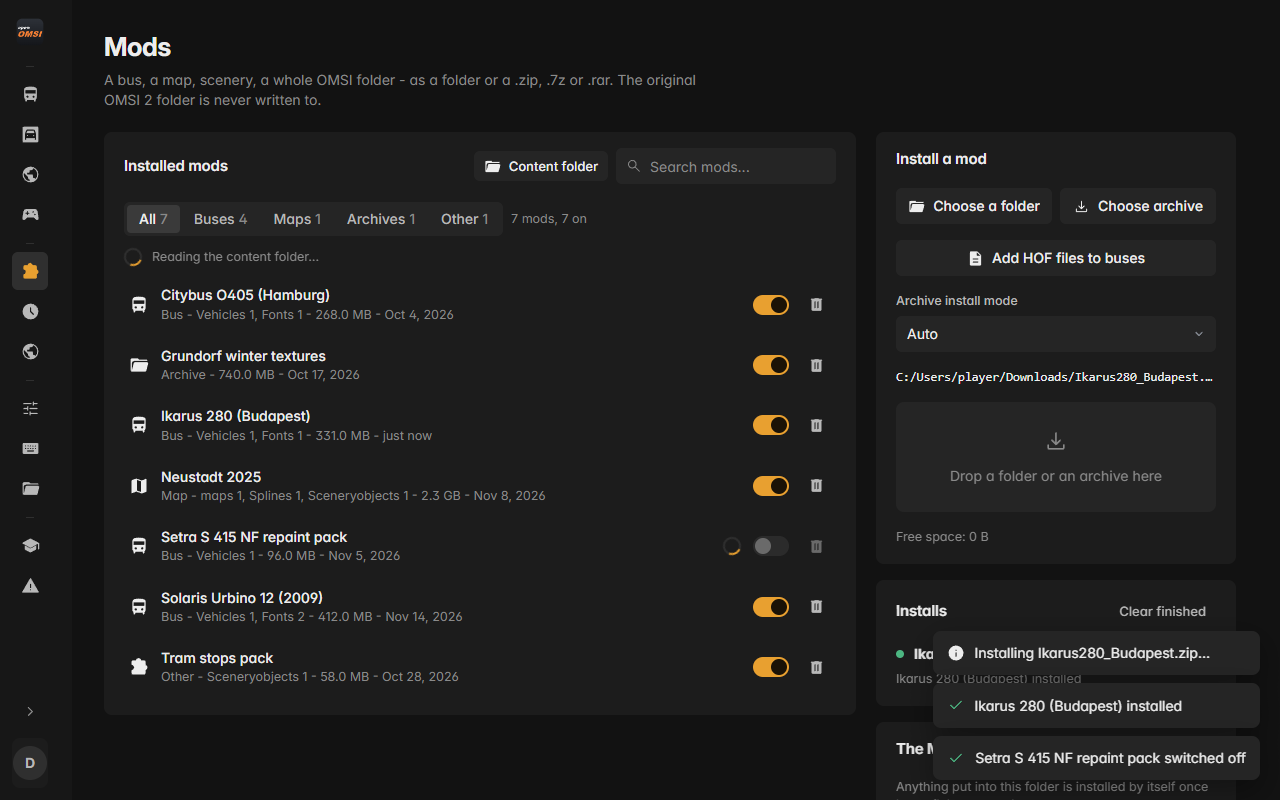 OMSI
Mods
A bus, a map, scenery, a whole OMSI folder - as a folder or a .zip, .7z or .rar. The original
OMSI 2 folder is never written to.
Installed mods
Content folder
Search mods...
All 7
Buses 4
Maps 1
Archives 1
Other 1
7 mods, 7 on
Reading the content folder...
Citybus O405 (Hamburg)
Bus - Vehicles 1, Fonts 1 - 268.0 MB - Oct 4, 2026
Grundorf winter textures
Archive - 740.0 MB - Oct 17, 2026
Ikarus 280 (Budapest)
Bus - Vehicles 1, Fonts 1 - 331.0 MB - just now
Neustadt 2025
Map - maps 1, Splines 1, Sceneryobjects 1 - 2.3 GB - Nov 8, 2026
Setra S 415 NF repaint pack
Bus - Vehicles 1 - 96.0 MB - Nov 5, 2026
Solaris Urbino 12 (2009)
Bus - Vehicles 1, Fonts 2 - 412.0 MB - Nov 14, 2026
Tram stops pack
Other - Sceneryobjects 1 - 58.0 MB - Oct 28, 2026
D
Install a mod
Choose a folder
Choose archive
Add HOF files to buses
Archive install mode
Auto
C:/Users/player/Downloads/Ikarus280_Budapest.…
Drop a folder or an archive here
Free space: 0 B
Installs
Clear finished
Ika
Ikarus 280 (Budapest) installed
Installing Ikarus280_Budapest.zip...
Ikarus 280 (Budapest) installed
Setra S 415 NF repaint pack switched off
The M
Anything put into this folder is installed by itself once